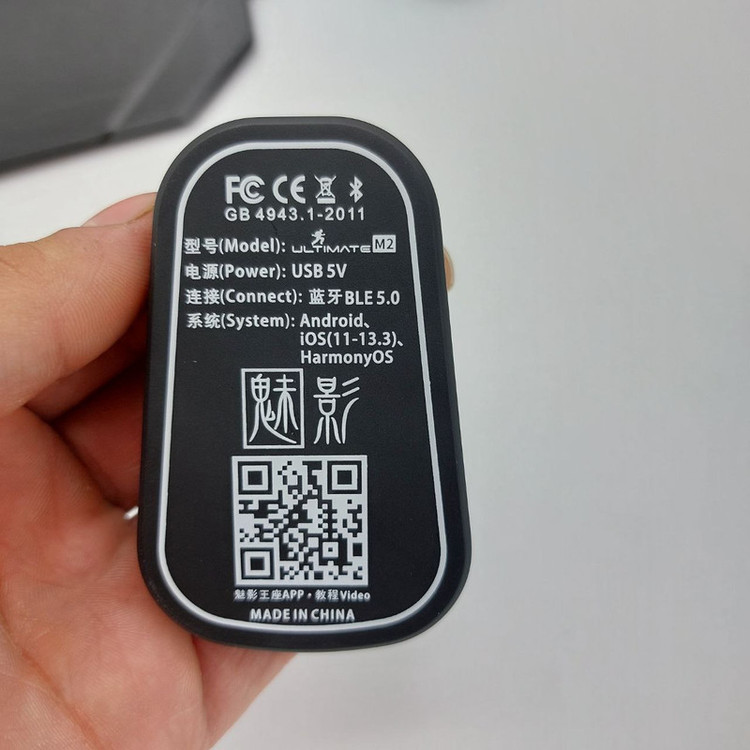 FC CE
GB 4943.1-2011
型号(Model): ULTIMATE M2
电源(Power): USB 5V
连接(Connect): 蓝牙BLE5.0
系统(System): Android、
iOS(11-13.3)、
HarmonyOS
魅影
魅影王座APP·教程Video
MADE IN CHINA